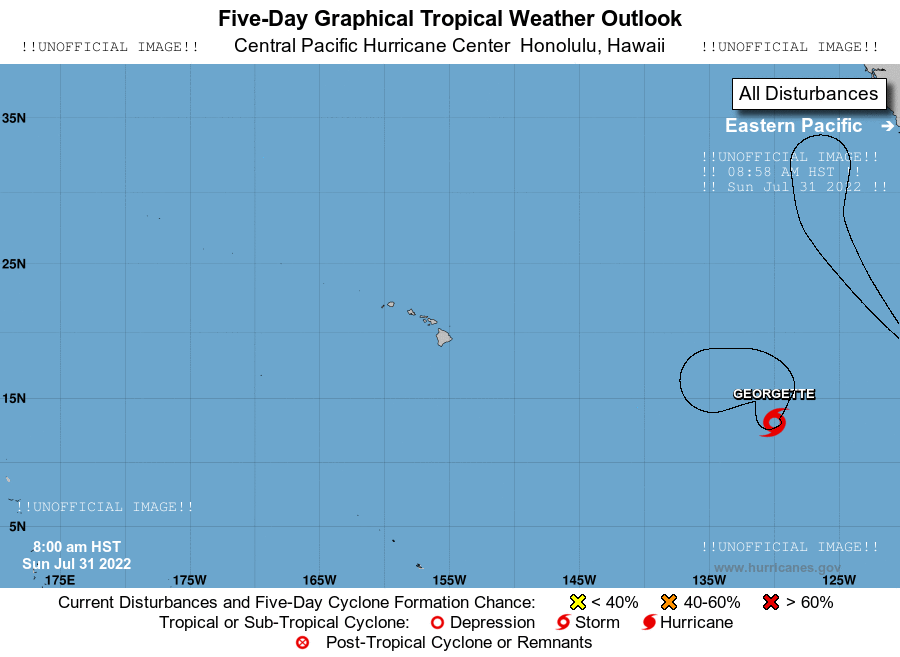 Five-Day Graphical Tropical Weather Outlook
!!UNOFFICIAL IMAGE!! Central Pacific Hurricane Center Honolulu, Hawaii !!UNOFFICIAL IMAGE!!
All Disturbances
35N
Eastern Pacific →
!!UNOFFICIAL IMAGE!!
!! 08:58 AM HST !!
!! Sun Jul 31 2022 !!
25N
15N
GEORGETTE
!!UNOFFICIAL IMAGE!!
5N
8:00 am HST
Sun Jul 31 2022
!!UNOFFICIAL IMAGE!!
www.hurricanes.gov
175E 175W 165W 155W 145W 135W 125W
Current Disturbances and Five-Day Cyclone Formation Chance: < 40% 40-60% > 60%
Tropical or Sub-Tropical Cyclone: Depression Storm Hurricane
Post-Tropical Cyclone or Remnants